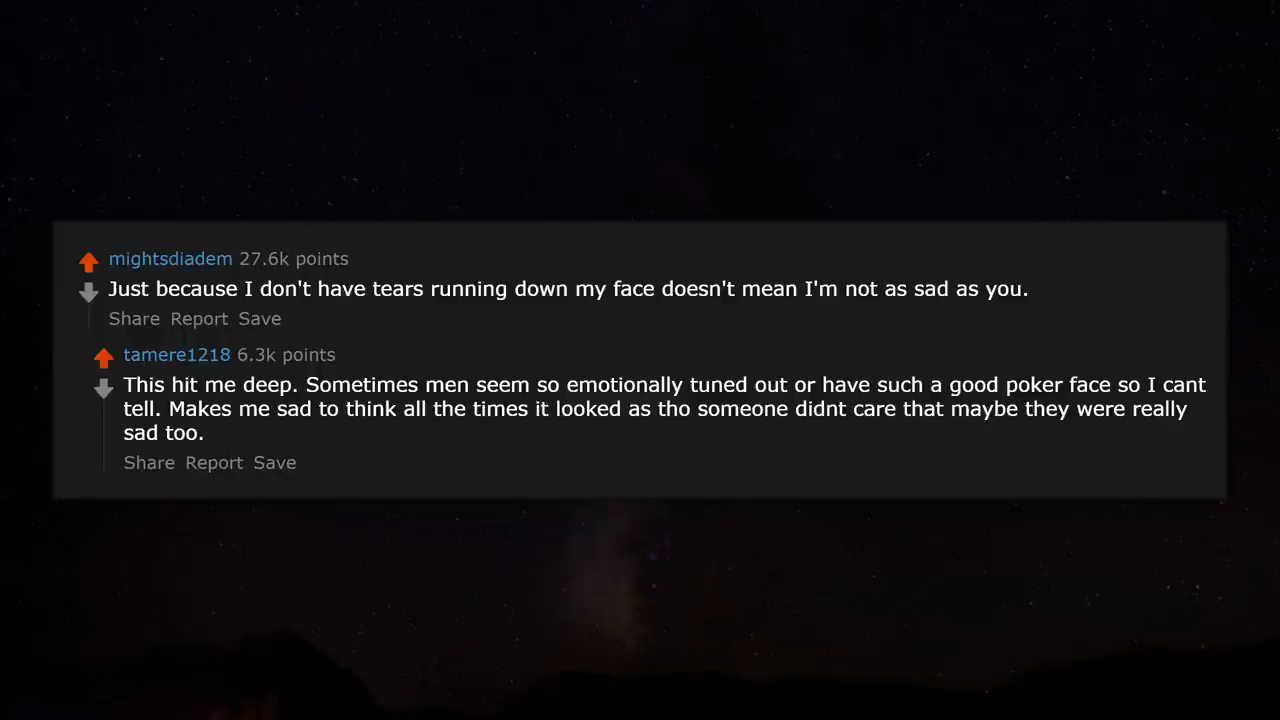 mightsdiadem 27.6k points
Just because I don't have tears running down my face doesn't mean I'm not as sad as you.
Share Report Save
tamere1218 6.3k points
This hit me deep. Sometimes men seem so emotionally tuned out or have such a good poker face so I cant
tell. Makes me sad to think all the times it looked as tho someone didnt care that maybe they were really
sad too.
Share Report Save